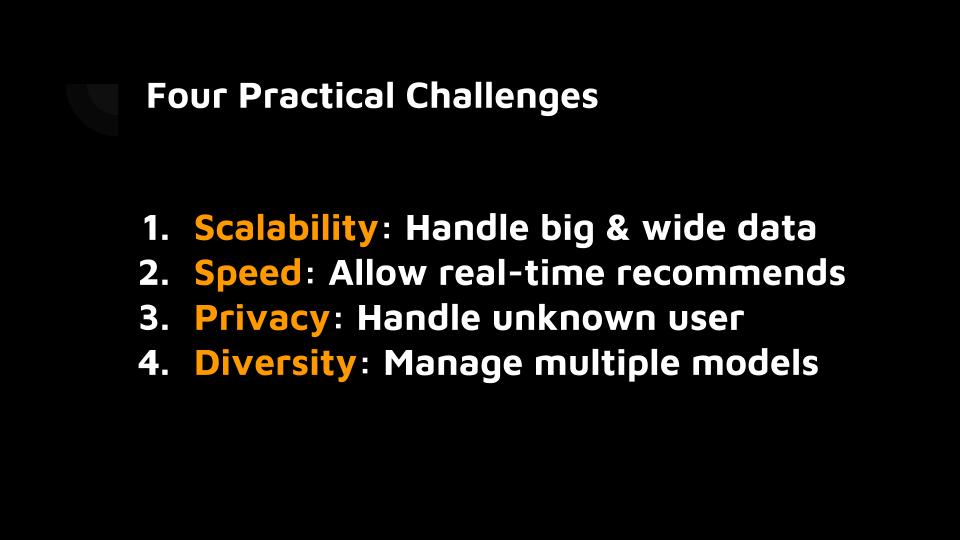 Four Practical Challenges
1. Scalability: Handle big & wide data
2. Speed: Allow real-time recommends
3. Privacy: Handle unknown user
4. Diversity: Manage multiple models